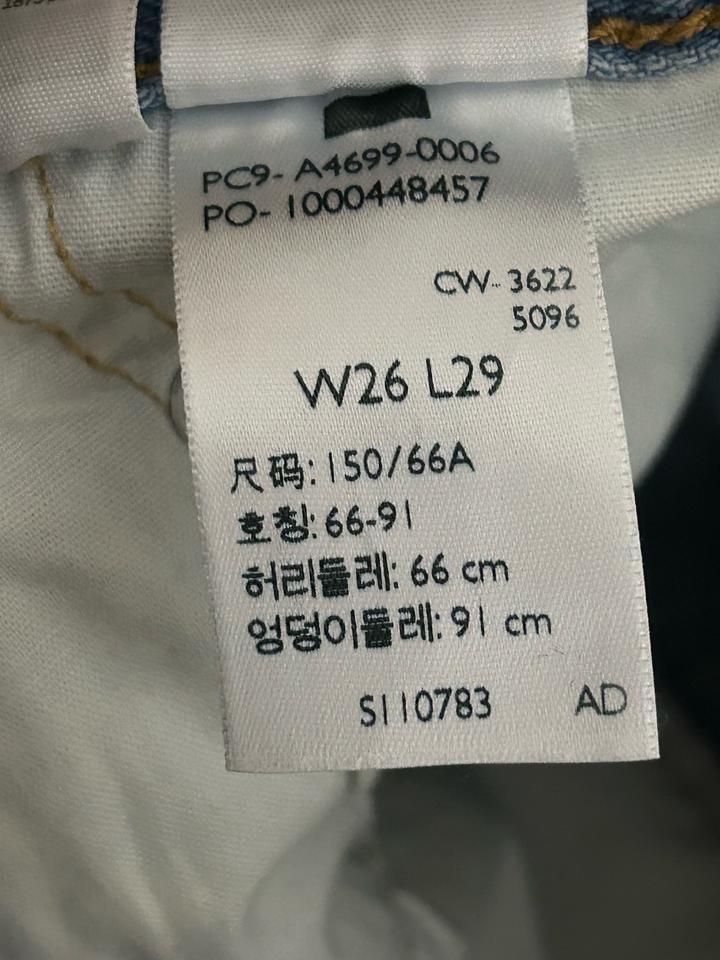 PC9- A4699-0006
PO- 1000448457
CW- 3622
5096
W26 L29
尺码: 150/66A
호칭: 66-91
허리둘레: 66 cm
엉덩이둘레: 91 cm
S110783 AD